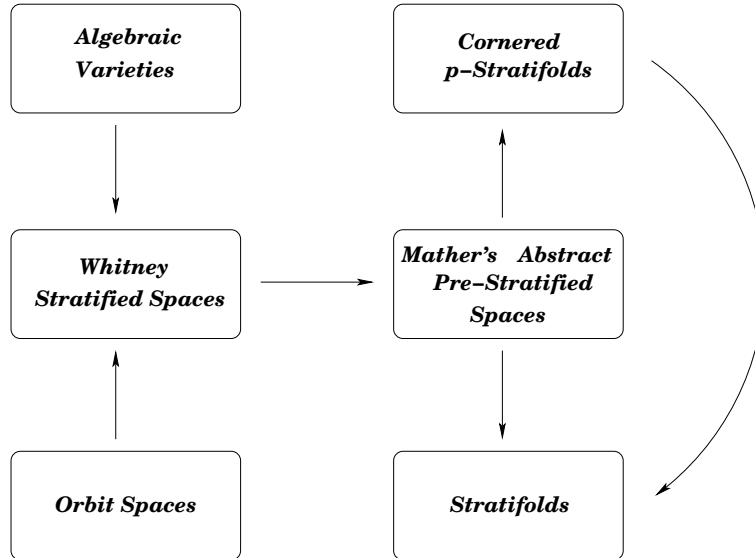 Algebraic
Varieties
Cornered
p–Stratifolds
Whitney
Stratified Spaces
Mather's Abstract
Pre–Stratified
Spaces
Orbit Spaces
Stratifolds